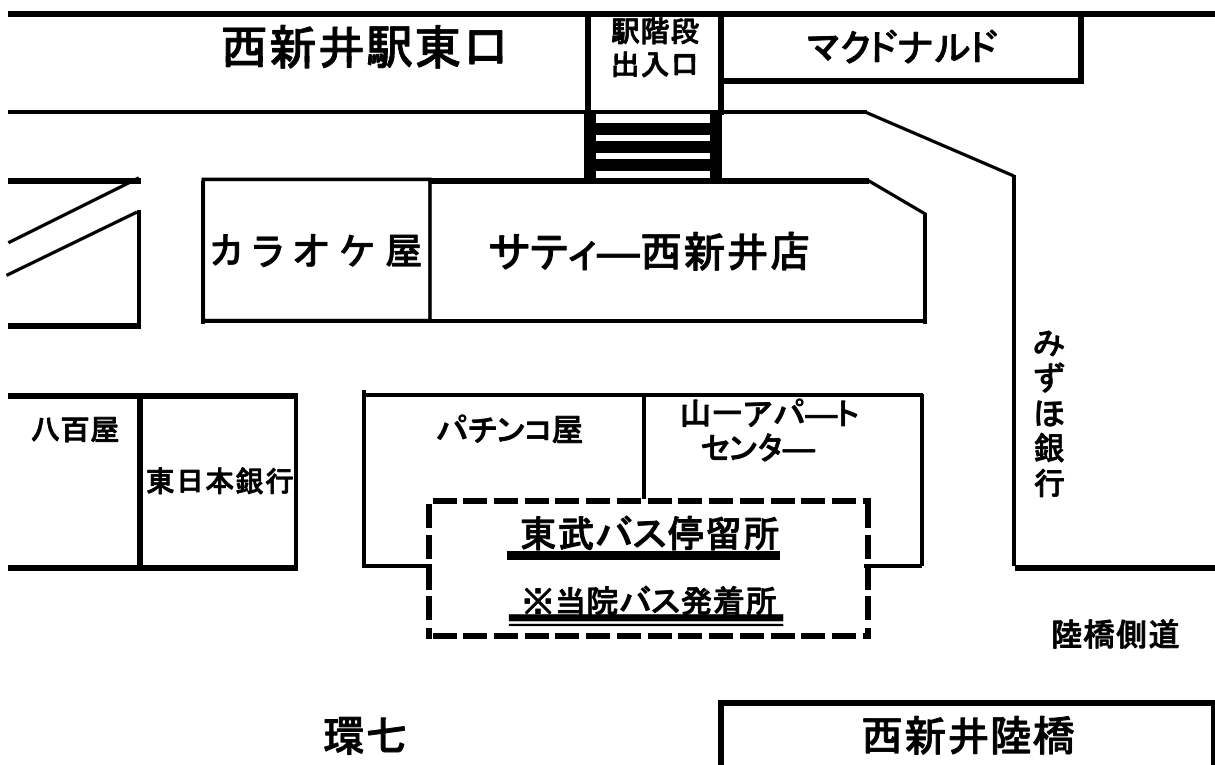 西新井駅東口
駅階段
出入口
マクドナルド
カラオケ屋
サティー西新井店
みずほ銀行
八百屋
東日本銀行
パチンコ屋
山一アパート
センター
東武バス停留所
※当院バス発着所
陸橋側道
環七
西新井陸橋